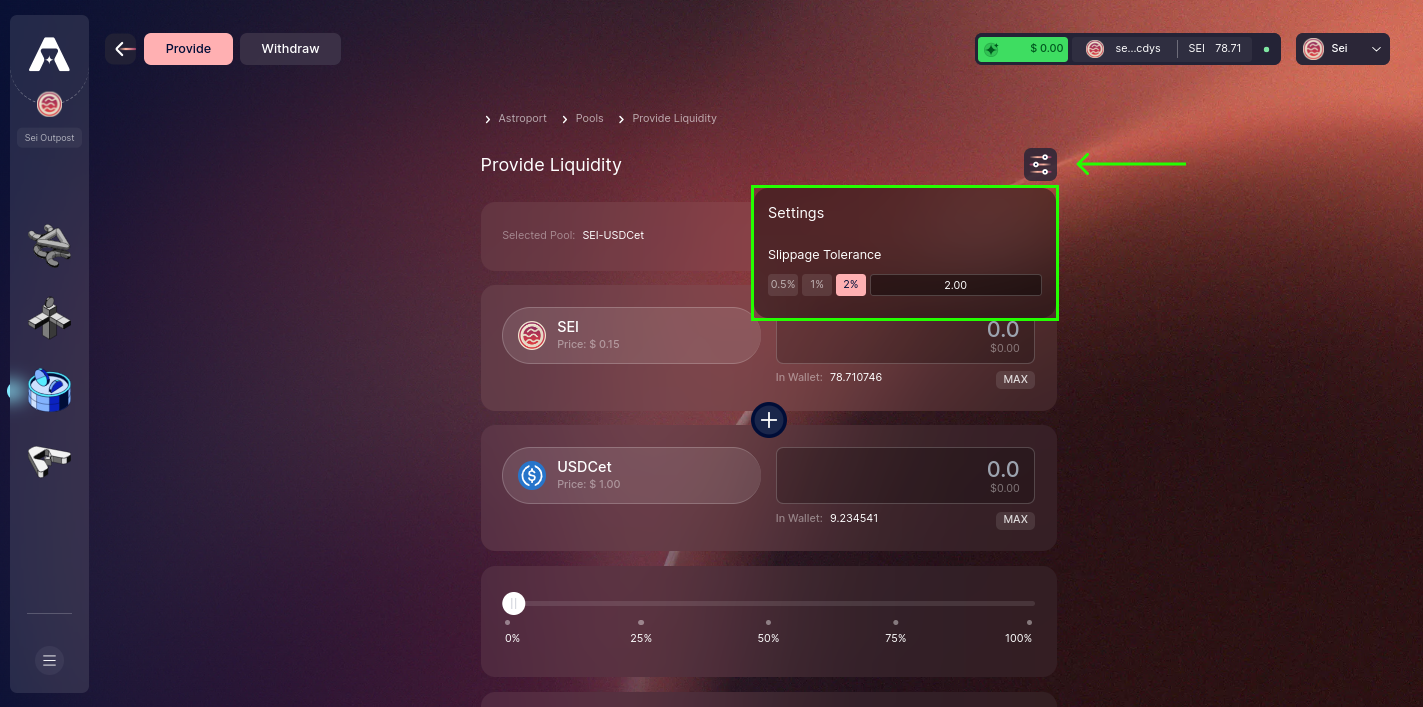 Provide
Withdraw
$ 0.00
se...cdys
SEI 78.71
Sei
Sei Outpost
Astroport
Pools
Provide Liquidity
Provide Liquidity
Selected Pool: SEI-USDCet
Settings
Slippage Tolerance
0.5% 1% 2% 2.00
SEI
Price: $ 0.15
0.0
$0.00
In Wallet: 78.710746
MAX
USDCet
Price: $ 1.00
0.0
$0.00
In Wallet: 9.234541
MAX
0% 25% 50% 75% 100%